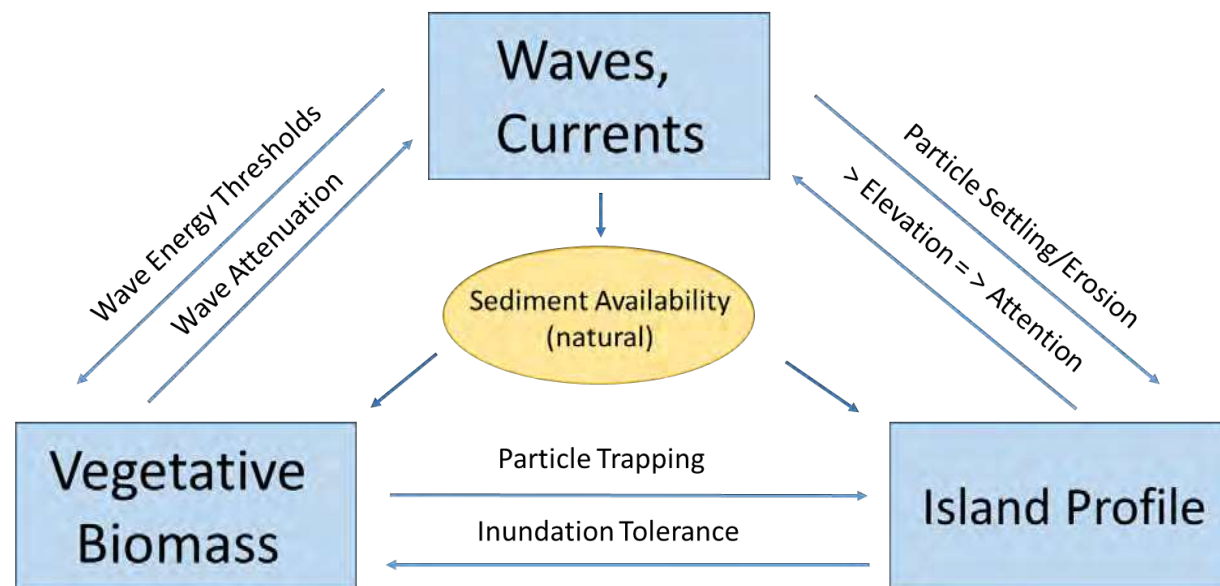 Waves,
Currents
Wave Energy Thresholds
Wave Attenuation
Particle Settling/Erosion
> Elevation = > Attention
Sediment Availability
(natural)
Vegetative
Biomass
Particle Trapping
Inundation Tolerance
Island Profile